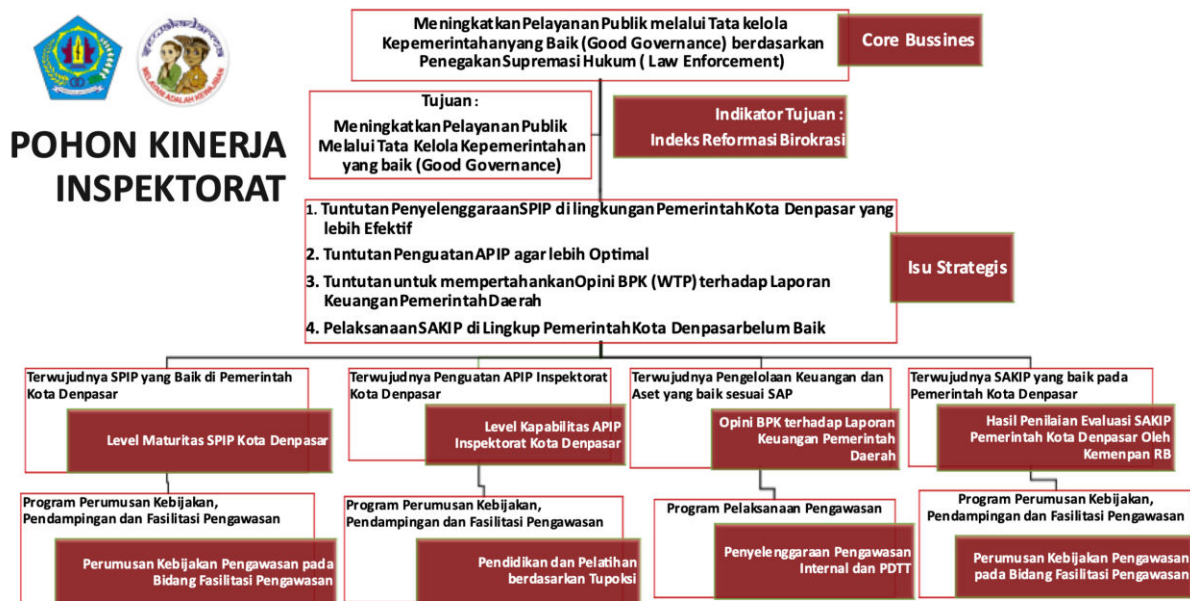 Meningkatkan Pelayanan Publik melalui Tata kelola
Kepemerintahanyang Baik (Good Governance) berdasarkan
Penegakan Supremasi Hukum ( Law Enforcement)
Core Bussines
MELAYANI ADALAH KEWAJIBAN
POHON KINERJA
INSPEKTORAT
Tujuan :
Meningkatkan Pelayanan Publik
Melalui Tata Kelola Kepemerintahan
yang baik (Good Governance)
Indikator Tujuan :
Indeks Reformasi Birokrasi
1. Tuntutan Penyelenggaraan SPIP di lingkungan Pemerintah Kota Denpasar yang
lebih Efektif
2. Tuntutan Penguatan APIP agar lebih Optimal
3. Tuntutan untuk mempertahankan Opini BPK (WTP) terhadap Laporan
Keuangan Pemerintah Daerah
4. Pelaksanaan SAKIP di Lingkup Pemerintah Kota Denpasar belum Baik
Isu Strategis
Terwujudnya SPIP yang Baik di Pemerintah
Kota Denpasar
Level Maturitas SPIP Kota Denpasar
Terwujudnya Penguatan APIP Inspektorat
Kota Denpasar
Level Kapabilitas APIP
Inspektorat Kota Denpasar
Terwujudnya Pengelolaan Keuangan dan
Aset yang baik sesuai SAP
Opini BPK terhadap Laporan
Keuangan Pemerintah
Daerah
Terwujudnya SAKIP yang baik pada
Pemerintah Kota Denpasar
Hasil Penilaian Evaluasi SAKIP
Pemerintah Kota Denpasar Oleh
Kemenpan RB
Program Perumusan Kebijakan,
Pendampingan dan Fasilitasi Pengawasan
Perumusan Kebijakan Pengawasan pada
Bidang Fasilitasi Pengawasan
Program Perumusan Kebijakan,
Pendampingan dan Fasilitasi Pengawasan
Pendidikan dan Pelatihan
berdasarkan Tupoksi
Program Pelaksanaan Pengawasan
Penyelenggaraan Pengawasan
Internal dan PDTT
Program Perumusan Kebijakan,
Pendampingan dan Fasilitasi Pengawasan
Perumusan Kebijakan Pengawasan
pada Bidang Fasilitasi Pengawasan